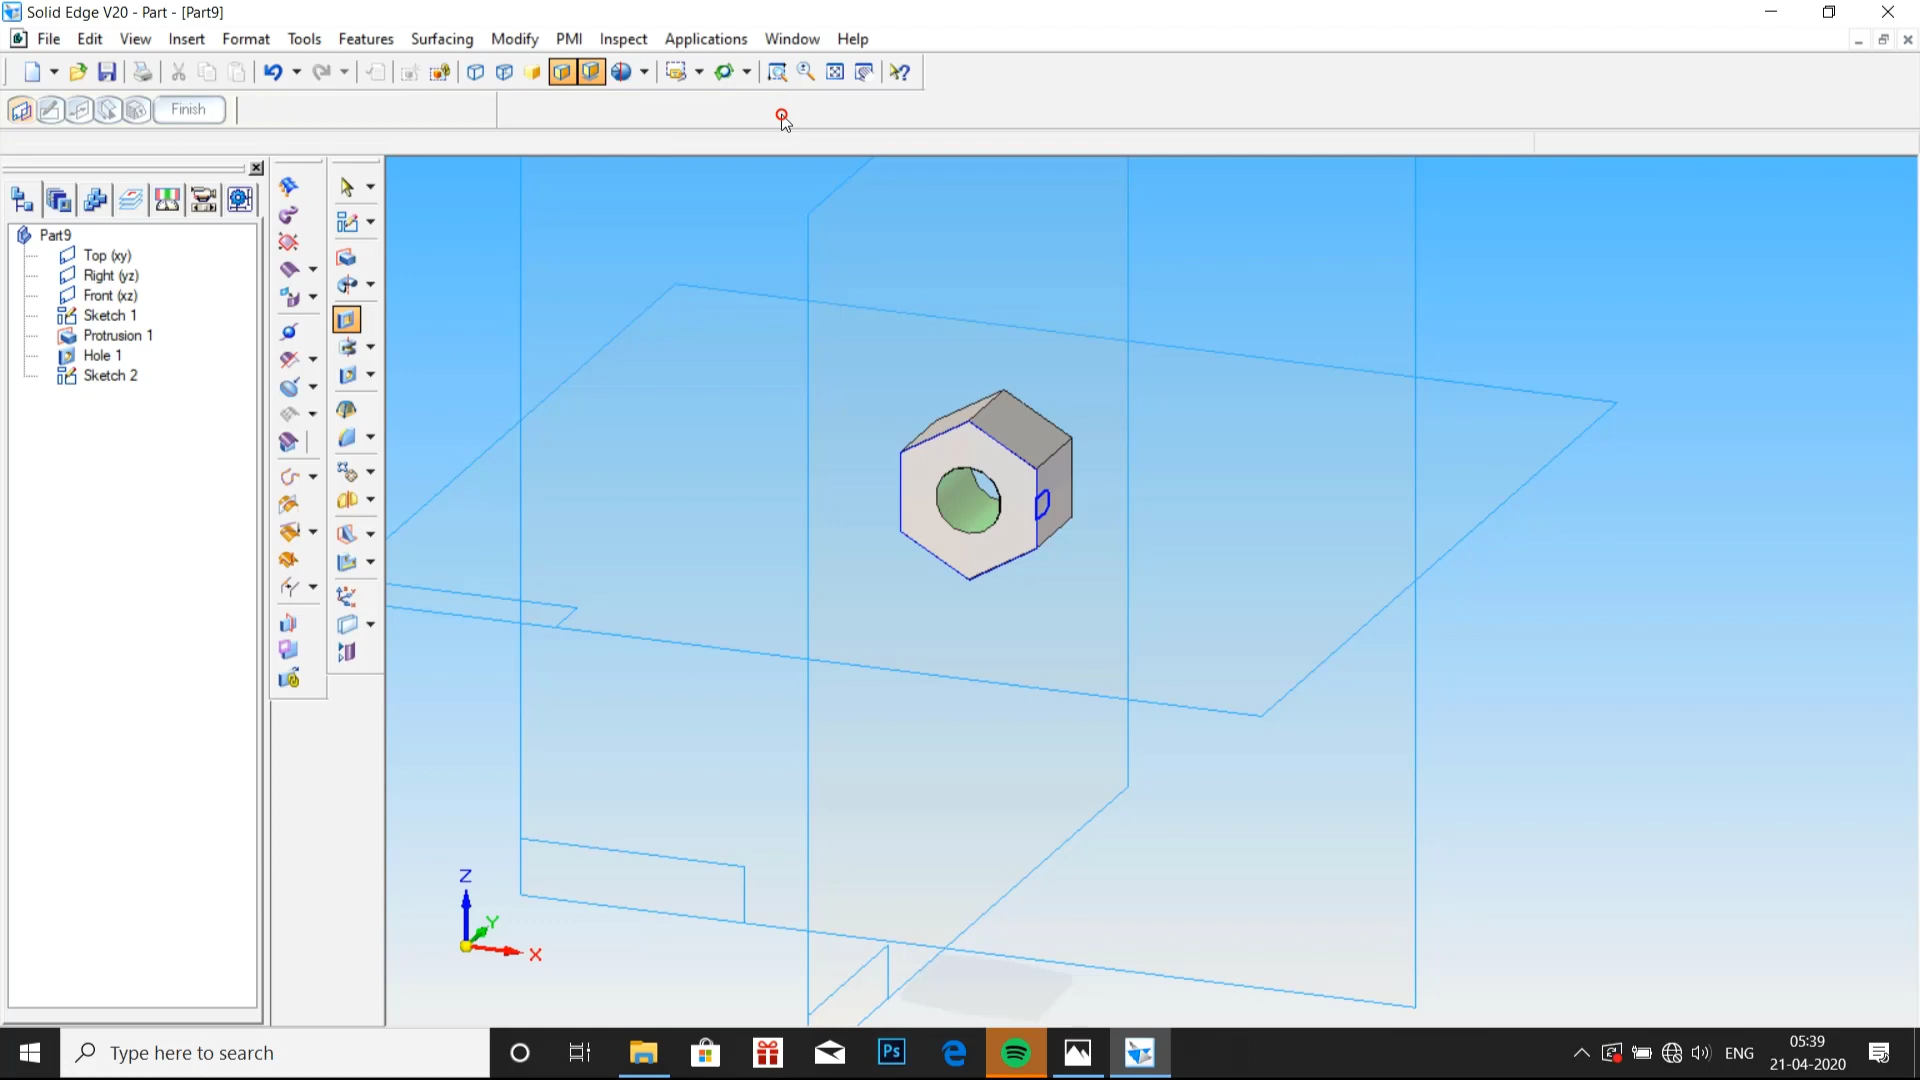 Solid Edge V20 - Part - [Part9]
File Edit View Insert Format Tools Features Surfacing Modify PMI Inspect Applications Window Help
Finish
Part9
Top (xy)
Right (yz)
Front (xz)
Sketch 1
Protrusion 1
Hole 1
Sketch 2
Z
Y
X
Type here to search
Ps
ENG
05:39
21-04-2020